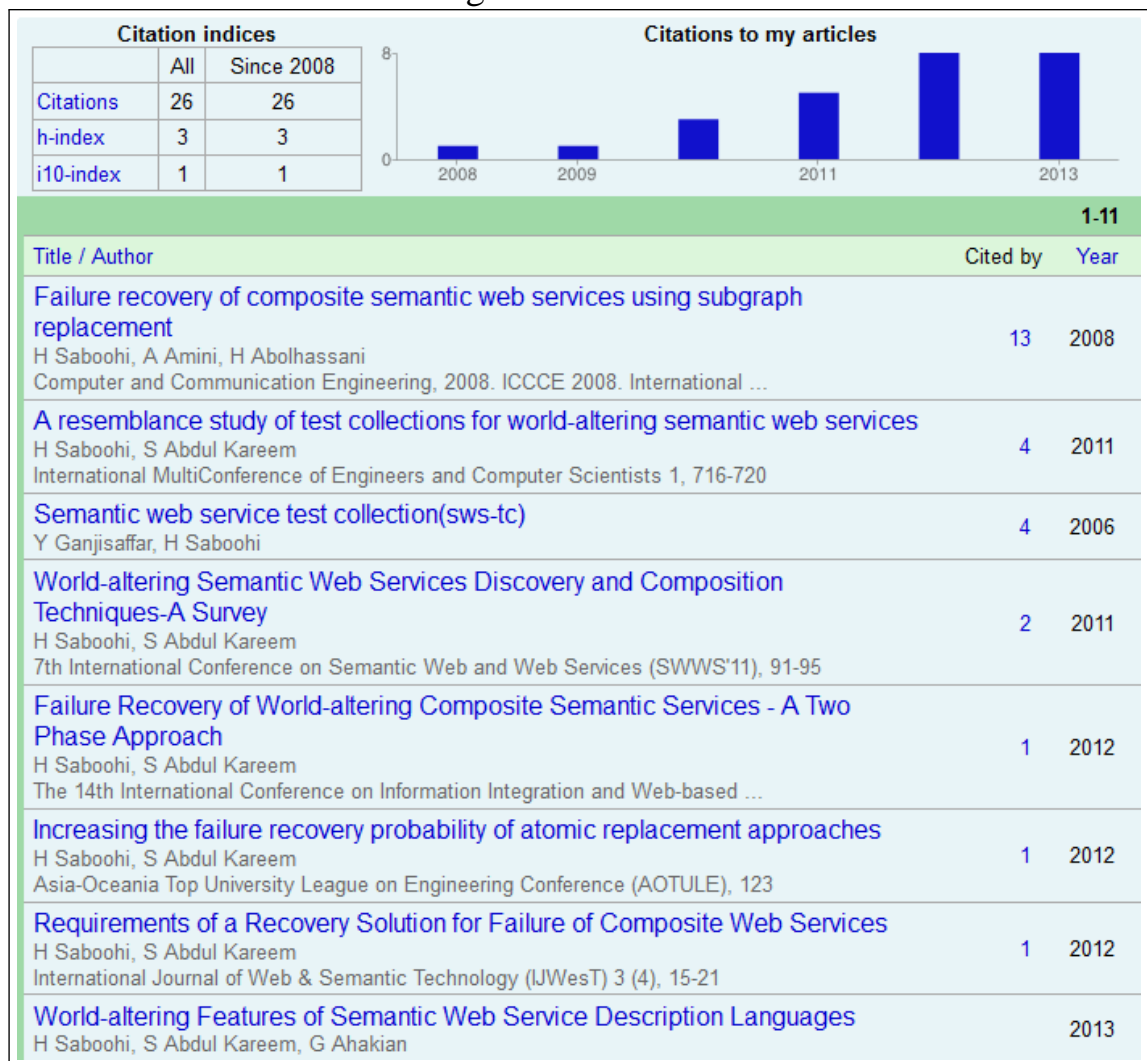 Citation indices
All Since 2008
Citations 26 26
h-index 3 3
i10-index 1 1
Citations to my articles
8
0
2008 2009 2011 2013
1-11
Title / Author Cited by Year
Failure recovery of composite semantic web services using subgraph
replacement
H Saboohi, A Amini, H Abolhassani
Computer and Communication Engineering, 2008. ICCCE 2008. International ...
13 2008
A resemblance study of test collections for world-altering semantic web services
H Saboohi, S Abdul Kareem
International MultiConference of Engineers and Computer Scientists 1, 716-720
4 2011
Semantic web service test collection(sws-tc)
Y Ganjisaffar, H Saboohi
4 2006
World-altering Semantic Web Services Discovery and Composition
Techniques-A Survey
H Saboohi, S Abdul Kareem
7th International Conference on Semantic Web and Web Services (SWWS'11), 91-95
2 2011
Failure Recovery of World-altering Composite Semantic Services - A Two
Phase Approach
H Saboohi, S Abdul Kareem
The 14th International Conference on Information Integration and Web-based ...
1 2012
Increasing the failure recovery probability of atomic replacement approaches
H Saboohi, S Abdul Kareem
Asia-Oceania Top University League on Engineering Conference (AOTULE), 123
1 2012
Requirements of a Recovery Solution for Failure of Composite Web Services
H Saboohi, S Abdul Kareem
International Journal of Web & Semantic Technology (IJWesT) 3 (4), 15-21
1 2012
World-altering Features of Semantic Web Service Description Languages
H Saboohi, S Abdul Kareem, G Ahakian
2013